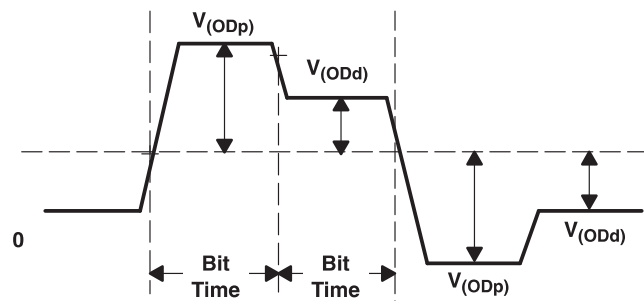 V(ODp)
V(ODd)
0
Bit
Time
Bit
Time
V(ODp)
V(ODd)